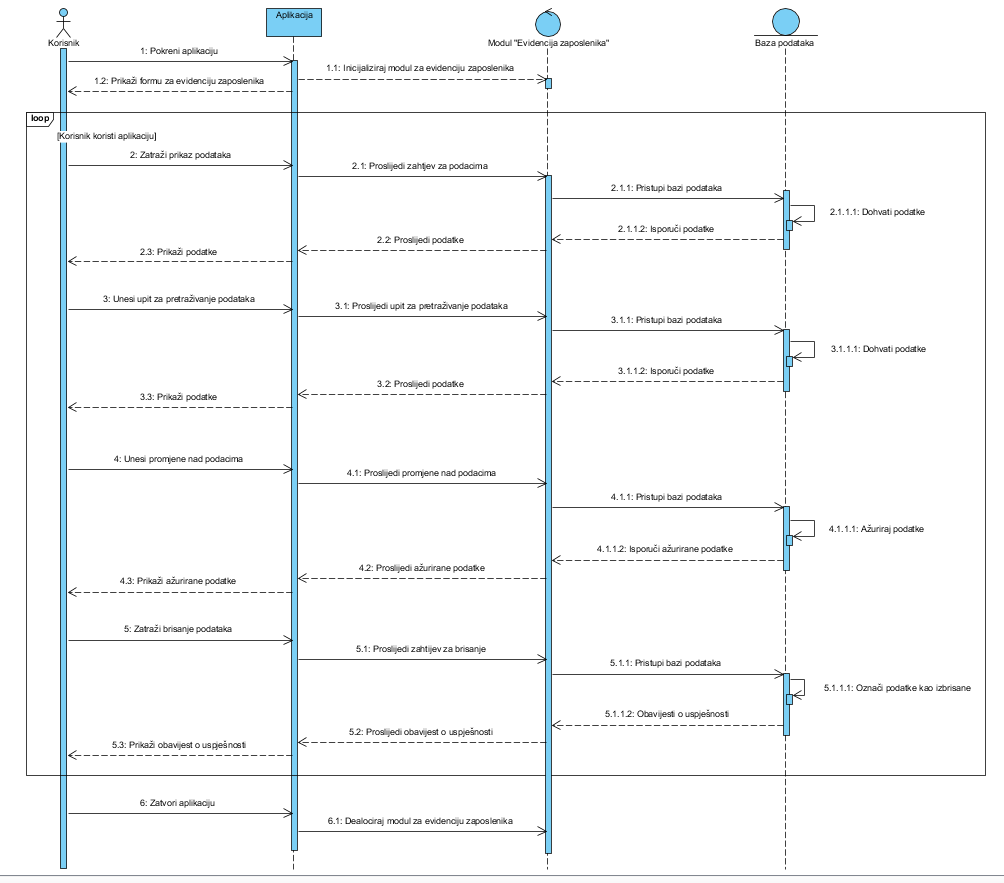 Korisnik
Aplikacija
Modul "Evidencija zaposlenika"
Baza podataka
1: Pokreni aplikaciju
1.1: Inicijaliziraj modul za evidenciju zaposlenika
1.2: Prikaži formu za evidenciju zaposlenika
loop
[Korisnik koristi aplikaciju]
2: Zatraži prikaz podataka
2.1: Proslijedi zahtjev za podacima
2.1.1: Pristupi bazi podataka
2.1.1.1: Dohvati podatke
2.1.1.2: Isporuči podatke
2.2: Proslijedi podatke
2.3: Prikaži podatke
3: Unesi upit za pretraživanje podataka
3.1: Proslijedi upit za pretraživanje podataka
3.1.1: Pristupi bazi podataka
3.1.1.1: Dohvati podatke
3.1.1.2: Isporuči podatke
3.2: Proslijedi podatke
3.3: Prikaži podatke
4: Unesi promjene nad podacima
4.1: Proslijedi promjene nad podacima
4.1.1: Pristupi bazi podataka
4.1.1.1: Ažuriraj podatke
4.1.1.2: Isporuči ažurirane podatke
4.2: Proslijedi ažurirane podatke
4.3: Prikaži ažurirane podatke
5: Zatraži brisanje podataka
5.1: Proslijedi zahtijev za brisanje
5.1.1: Pristupi bazi podataka
5.1.1.1: Označi podatke kao izbrisane
5.1.1.2: Obavijesti o uspješnosti
5.2: Proslijedi obavijest o uspješnosti
5.3: Prikaži obavijest o uspješnosti
6: Zatvori aplikaciju
6.1: Dealociraj modul za evidenciju zaposlenika